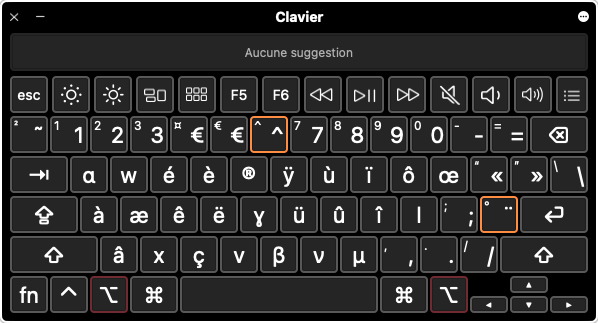 Clavier
Aucune suggestion
esc F5 F6
² ~ 1 1 2 2 3 3 ¤ € € € ^ ^ 7 7 8 8 9 9 0 0 - - = =
ɑ w é è ® ÿ ù ï ô œ “ « ” » \ \
à æ ê ë ɣ ü û î l ; ; ° ¨
â x ç v β ν µ ‘ , . . / /
fn ^ ⌥ ⌘ ⌘ ⌥